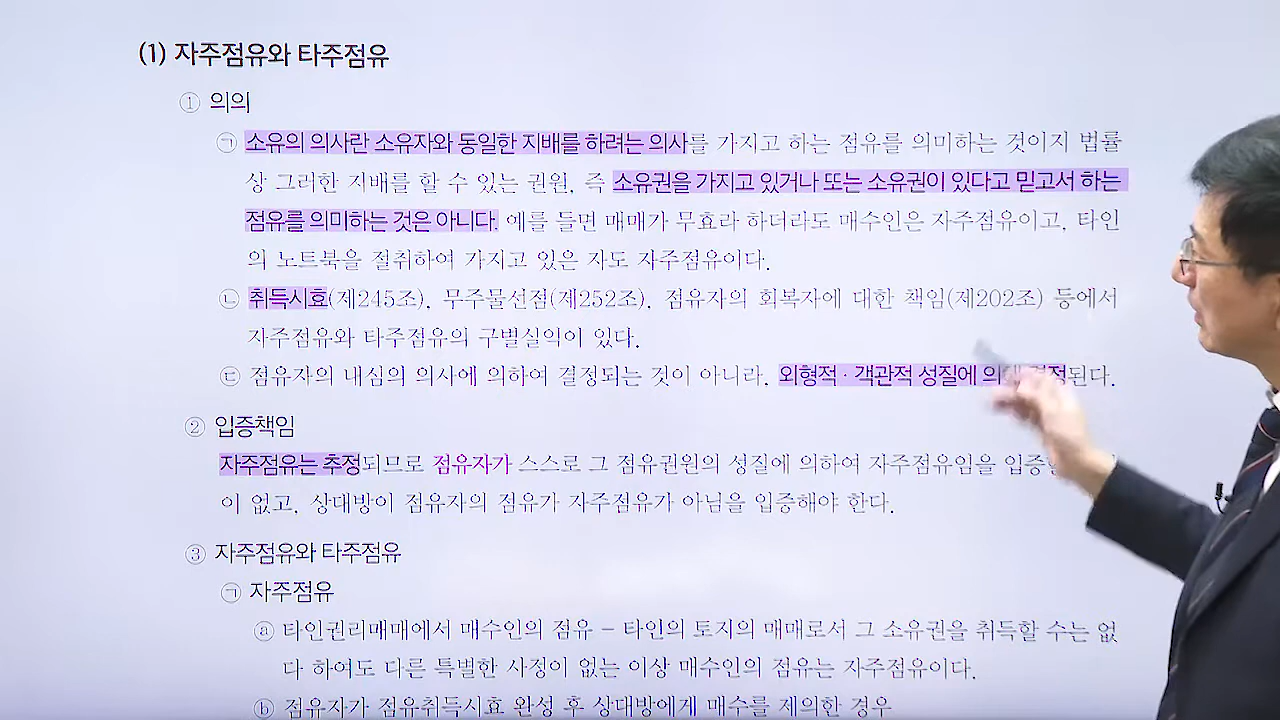 (1) 자주점유와 타주점유
① 의의
㉠ 소유의 의사란 소유자와 동일한 지배를 하려는 의사를 가지고 하는 점유를 의미하는 것이지 법률
상 그러한 지배를 할 수 있는 권원, 즉 소유권을 가지고 있거나 또는 소유권이 있다고 믿고서 하는
점유를 의미하는 것은 아니다. 예를 들면 매매가 무효라 하더라도 매수인은 자주점유이고, 타인
의 노트북을 절취하여 가지고 있은 자도 자주점유이다.
㉡ 취득시효(제245조), 무주물선점(제252조), 점유자의 회복자에 대한 책임(제202조) 등에서
자주점유와 타주점유의 구별실익이 있다.
㉢ 점유자의 내심의 의사에 의하여 결정되는 것이 아니라, 외형적·객관적 성질에 의해 결정된다.
② 입증책임
자주점유는 추정되므로 점유자가 스스로 그 점유권원의 성질에 의하여 자주점유임을
이 없고, 상대방이 점유자의 점유가 자주점유가 아님을 입증해야 한다.
③ 자주점유와 타주점유
㉠ 자주점유
ⓐ 타인권리매매에서 매수인의 점유 – 타인의 토지의 매매로서 그 소유권을 취득할 수는 없
다 하여도 다른 특별한 사정이 없는 이상 매수인의 점유는 자주점유이다.
ⓑ 점유자가 점유취득시효 완성 후 상대방에게 매수를 제의한 경우